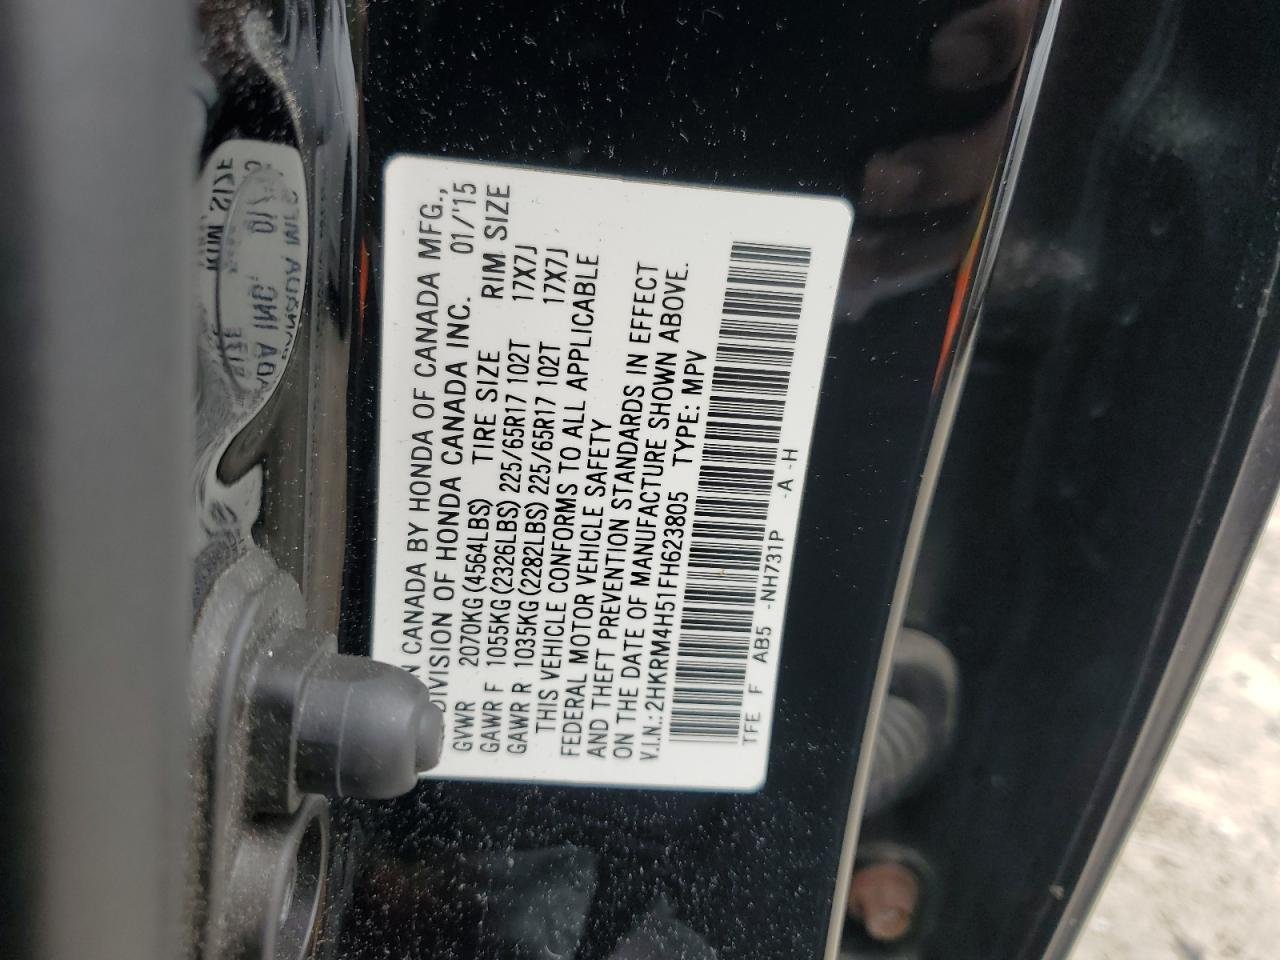 CANADA BY HONDA OF CANADA MFG.,
DIVISION OF HONDA CANADA INC. 01/'15
GVWR 2070KG(4564LBS) TIRE SIZE RIM SIZE
GAWR F 1055KG(2326LBS) 225/65R17 102T 17X7J
GAWR R 1035KG(2282LBS) 225/65R17 102T 17X7J
THIS VEHICLE CONFORMS TO ALL APPLICABLE
FEDERAL MOTOR VEHICLE SAFETY
AND THEFT PREVENTION STANDARDS IN EFFECT
ON THE DATE OF MANUFACTURE SHOWN ABOVE.
V.I.N.: 2HKRM4H51FH623805 TYPE: MPV
TFE F AB5 -NH731P -A -H